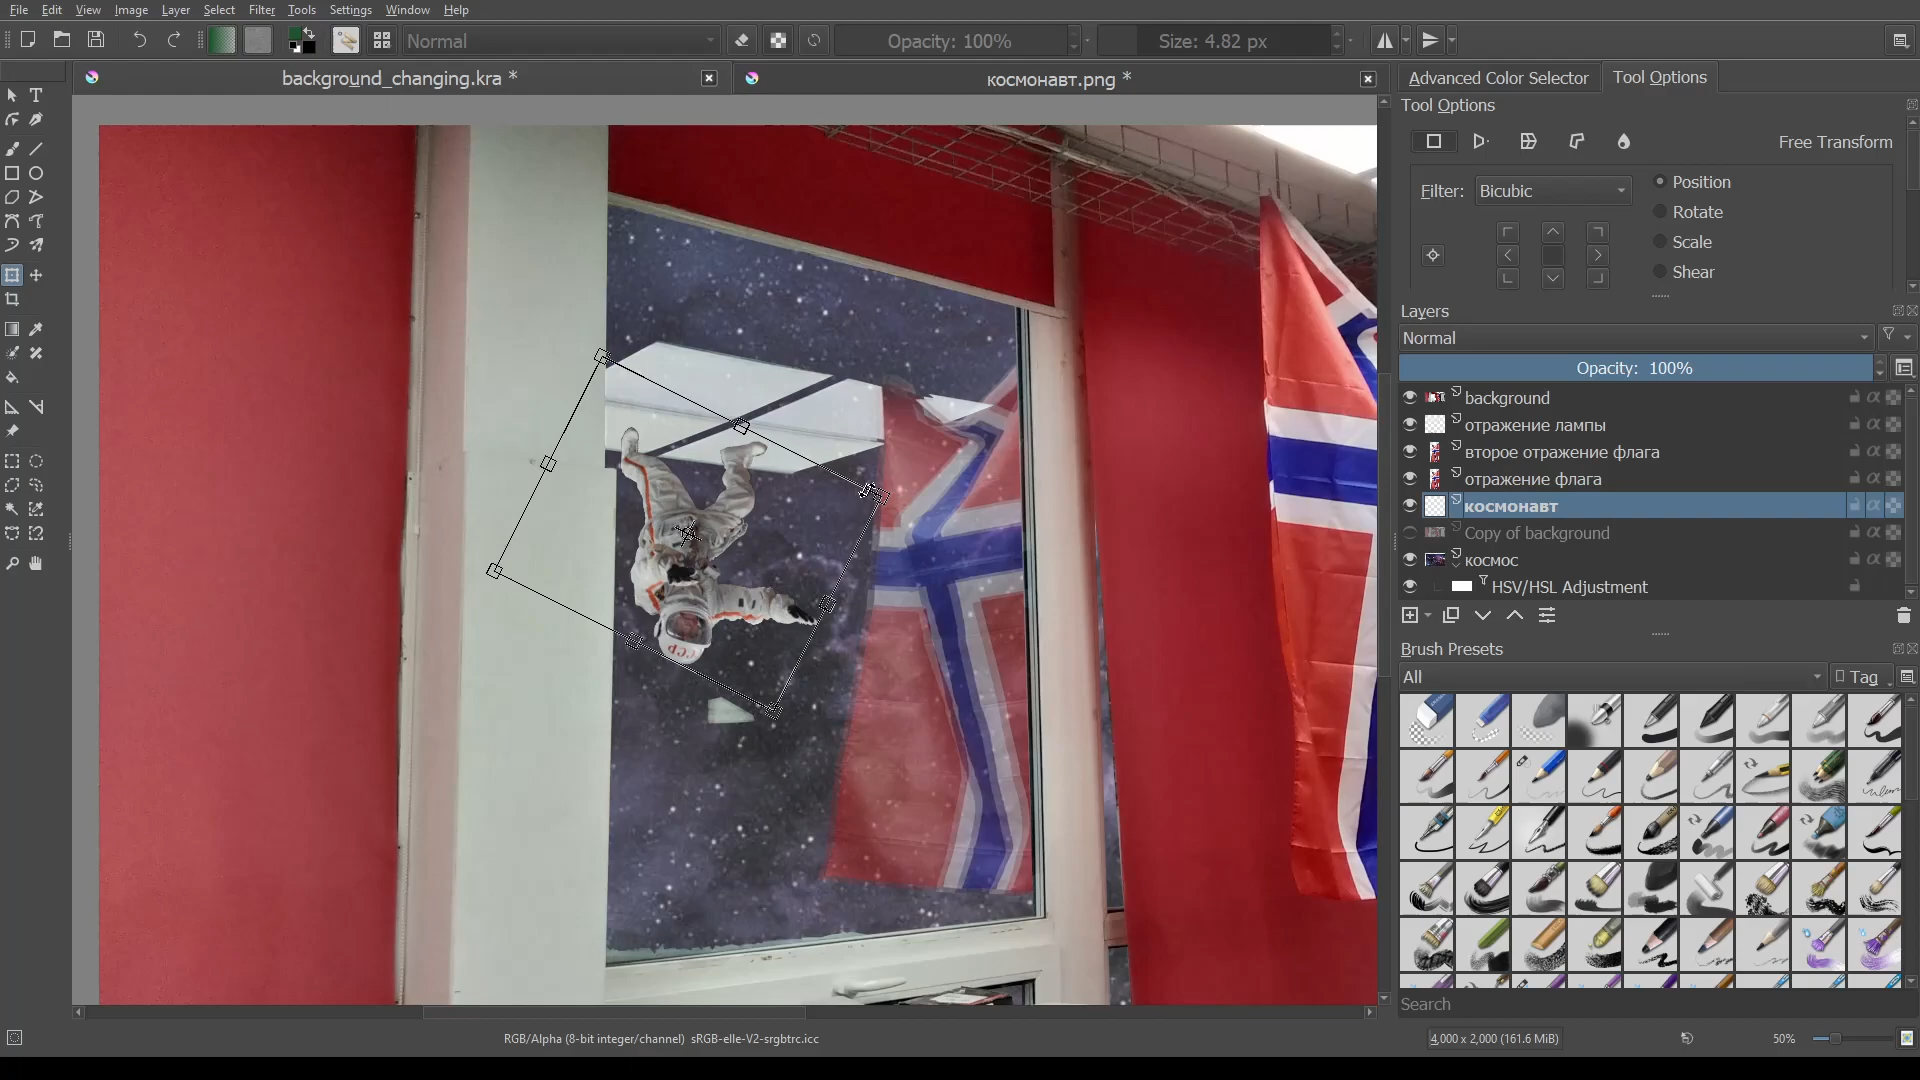 File Edit View Image Layer Select Filter Tools Settings Window Help
Normal
Opacity: 100%
Size: 4.82 px
background_changing.kra *
космонавт.png *
Advanced Color Selector
Tool Options
Tool Options
Free Transform
Filter: Bicubic
Position
Rotate
Scale
Shear
Layers
Normal
Opacity: 100%
background
отражение лампы
второе отражение флага
отражение флага
космонавт
Copy of background
космос
HSV/HSL Adjustment
Brush Presets
All
Tag
Search
CCCP
RGB/Alpha (8-bit integer/channel) sRGB-elle-V2-srgbtrc.icc
4,000 x 2,000 (161.6 MiB)
50%